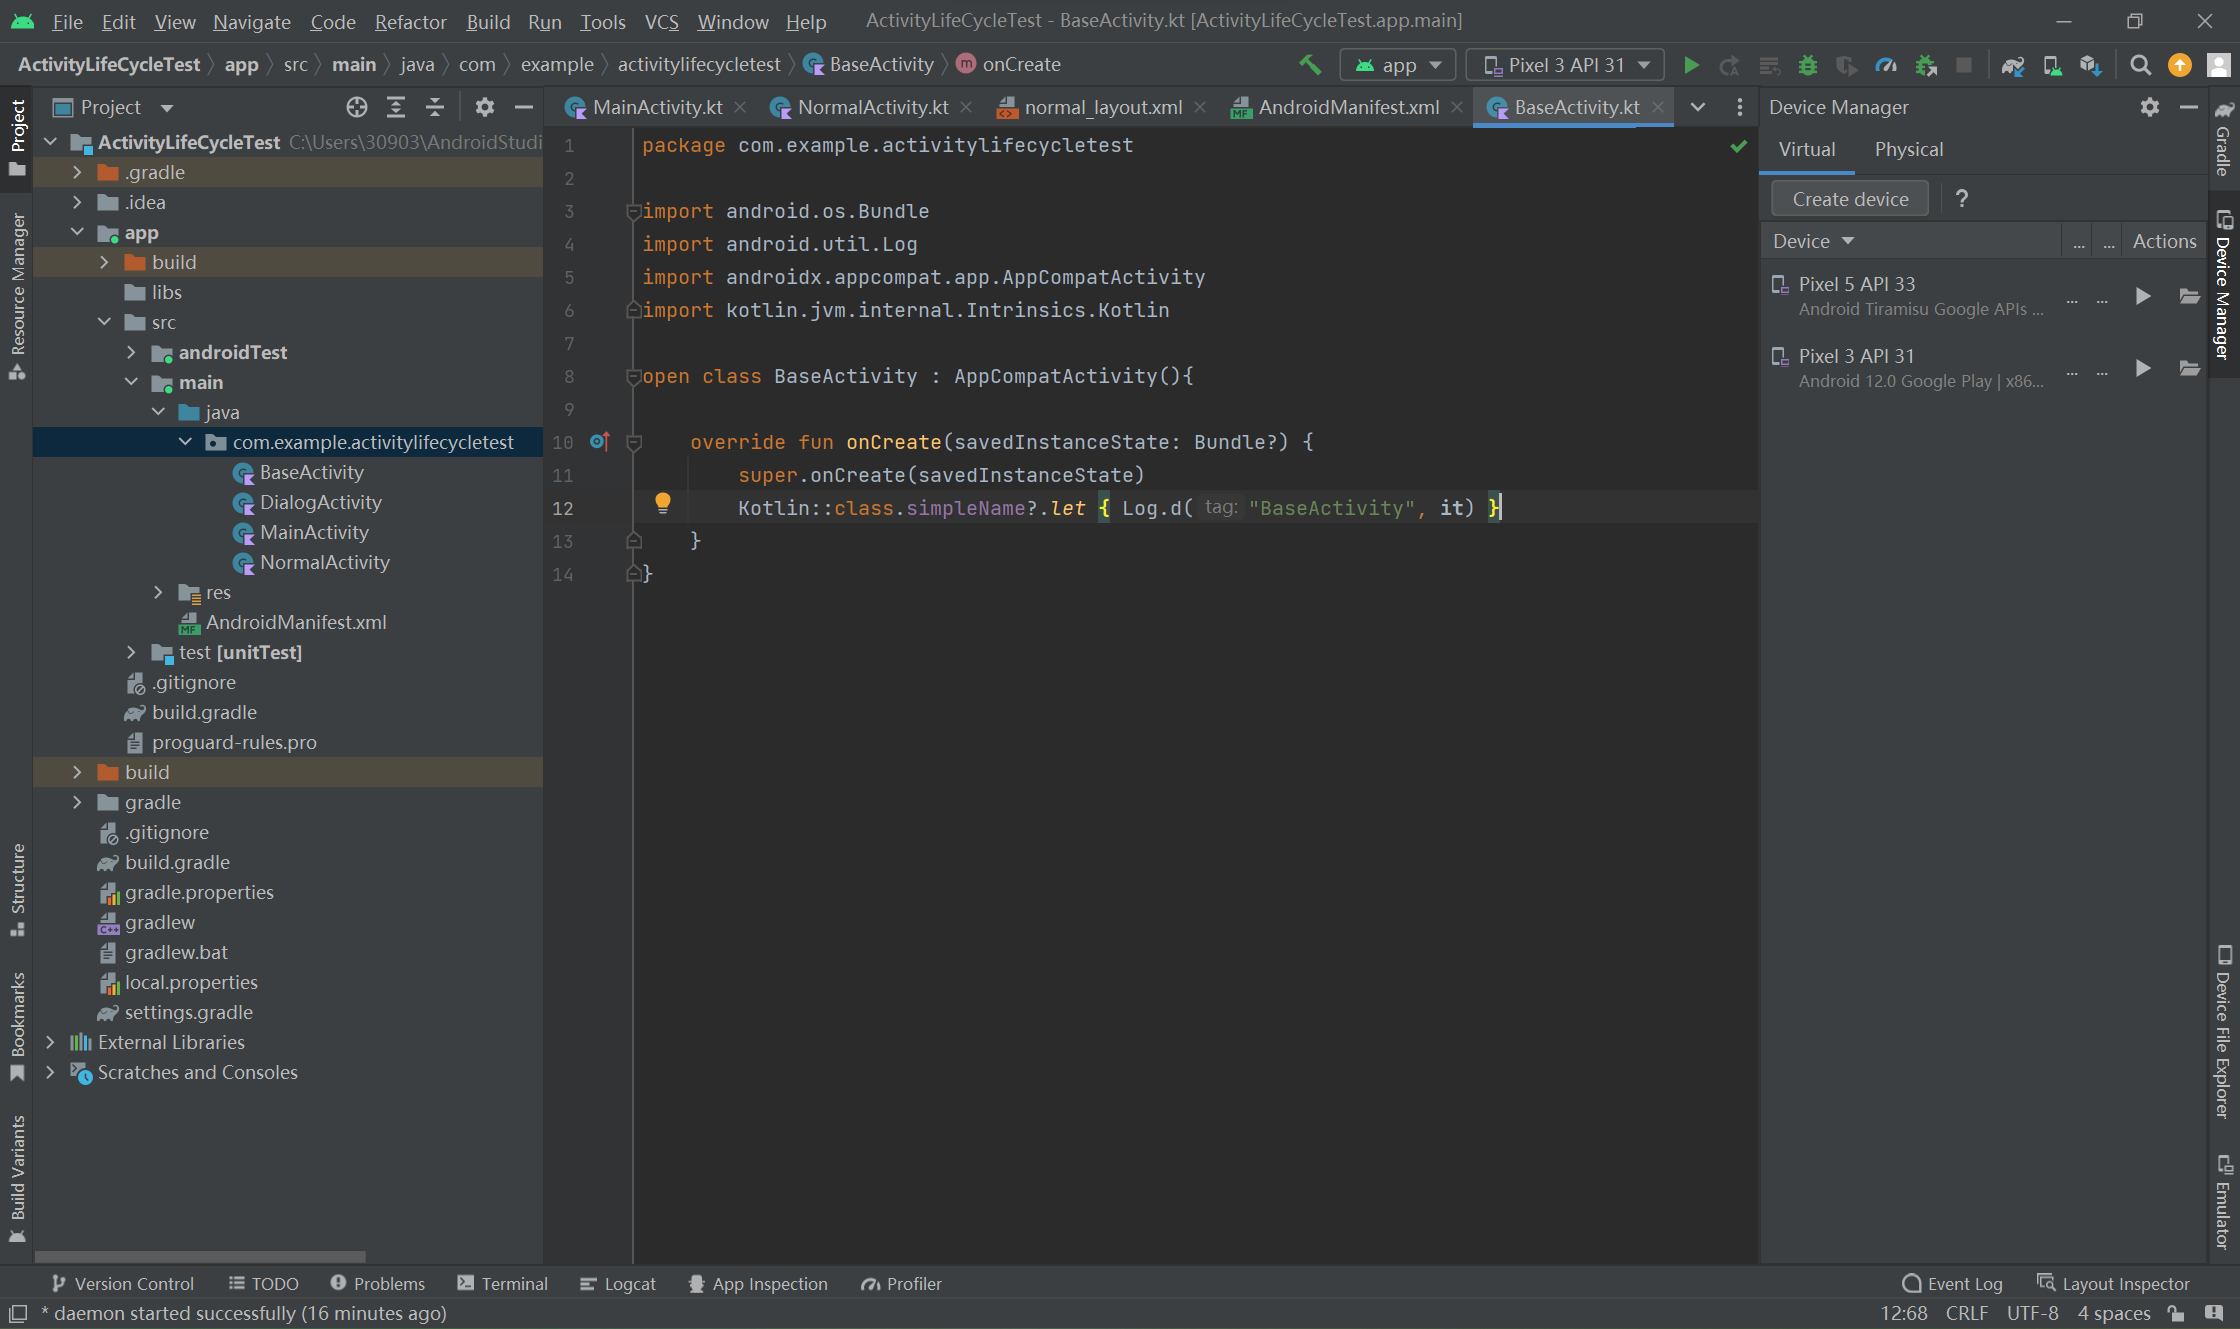 File Edit View Navigate Code Refactor Build Run Tools VCS Window Help ActivityLifeCycleTest - BaseActivity.kt [ActivityLifeCycleTest.app.main]
ActivityLifeCycleTest app src main java com example activitylifecycletest BaseActivity onCreate app Pixel 3 API 31
Project
MainActivity.kt NormalActivity.kt normal_layout.xml AndroidManifest.xml BaseActivity.kt
Device Manager
Project
Resource Manager
Structure
Bookmarks
Build Variants
ActivityLifeCycleTest C:\Users\30903\AndroidStudi
.gradle
.idea
app
build
libs
src
androidTest
main
java
com.example.activitylifecycletest
BaseActivity
DialogActivity
MainActivity
NormalActivity
res
AndroidManifest.xml
test [unitTest]
.gitignore
build.gradle
proguard-rules.pro
build
gradle
.gitignore
build.gradle
gradle.properties
gradlew
gradlew.bat
local.properties
settings.gradle
External Libraries
Scratches and Consoles
1 package com.example.activitylifecycletest
2
3 import android.os.Bundle
4 import android.util.Log
5 import androidx.appcompat.app.AppCompatActivity
6 import kotlin.jvm.internal.Intrinsics.Kotlin
7
8 open class BaseActivity : AppCompatActivity(){
9
10 override fun onCreate(savedInstanceState: Bundle?) {
11 super.onCreate(savedInstanceState)
12 Kotlin::class.simpleName?.let { Log.d( tag: "BaseActivity", it) }
13 }
14 }
Virtual Physical
Create device ?
Device ... ... Actions
Pixel 5 API 33
Android Tiramisu Google APIs ... ... ...
Pixel 3 API 31
Android 12.0 Google Play | x86... ... ...
Gradle
Device Manager
Device File Explorer
Emulator
Version Control TODO Problems Terminal Logcat App Inspection Profiler Event Log Layout Inspector
* daemon started successfully (16 minutes ago) 12:68 CRLF UTF-8 4 spaces